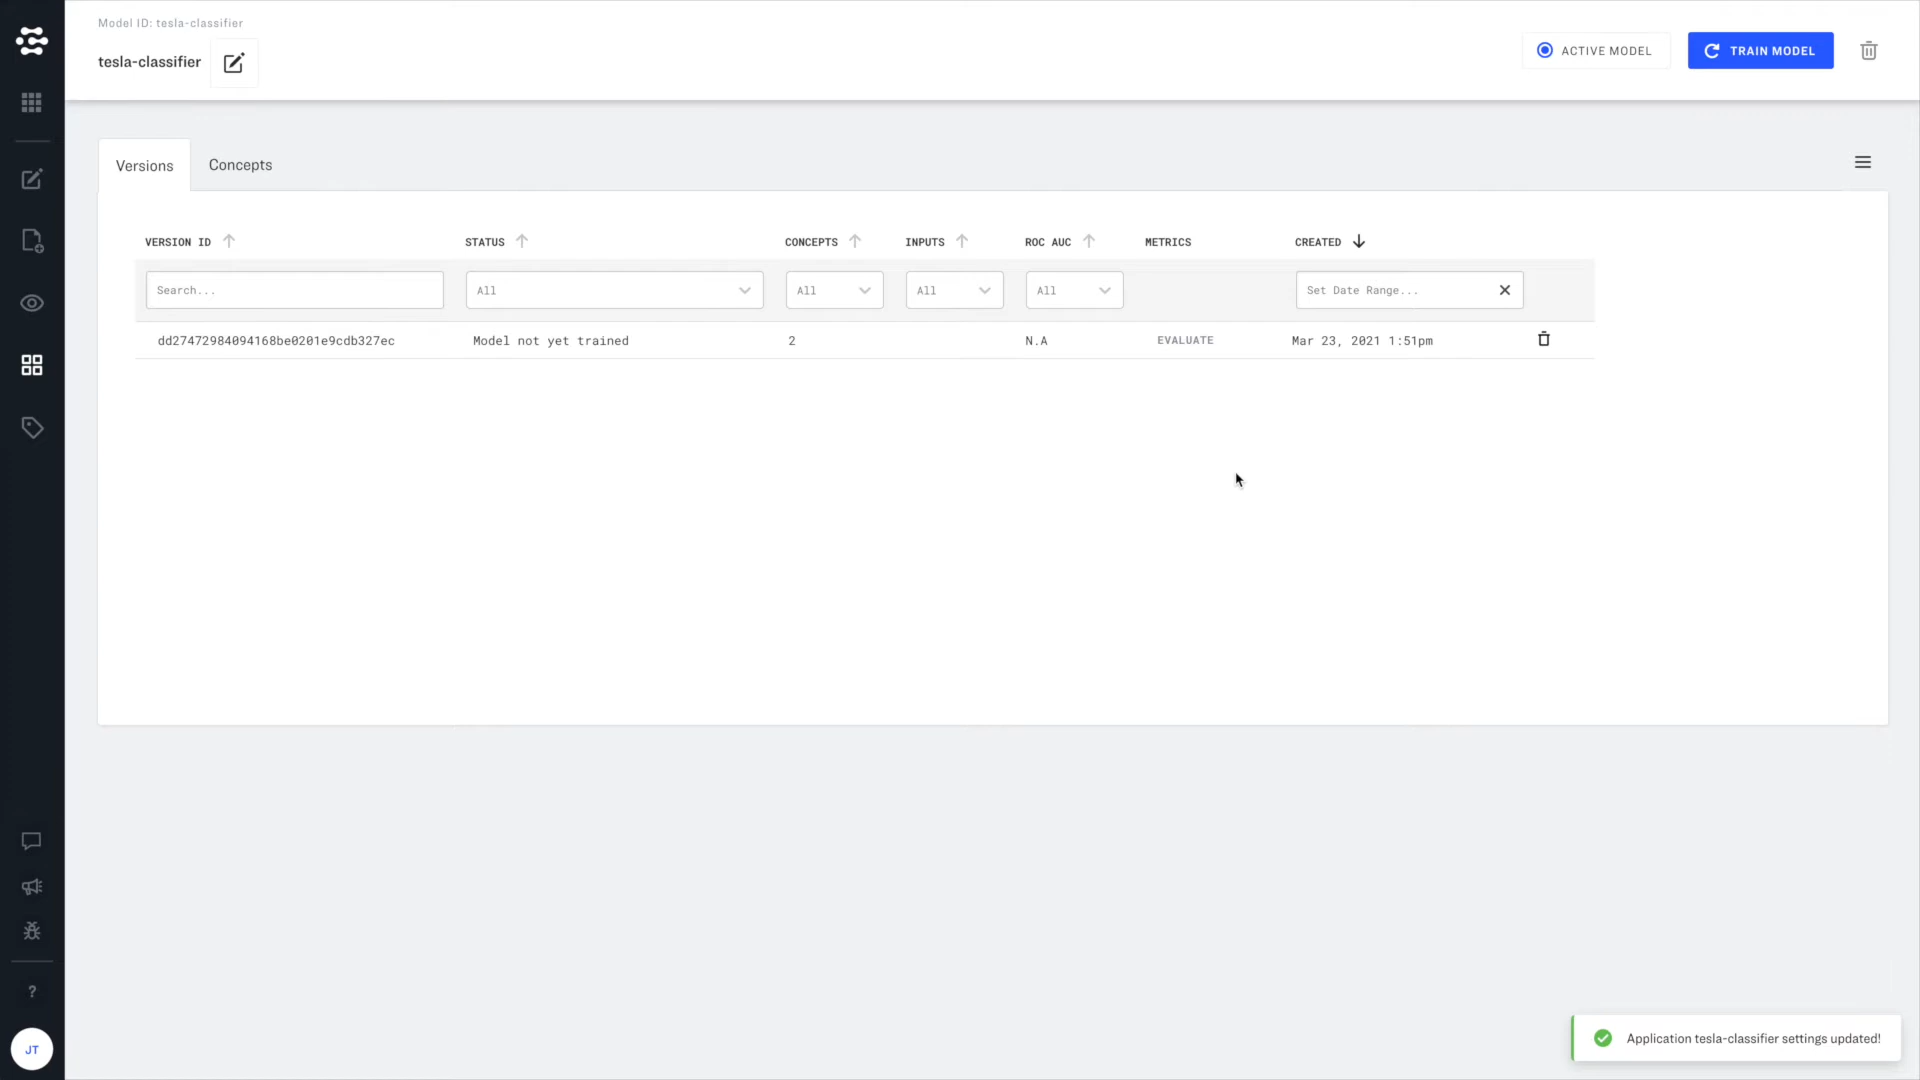 Model ID: tesla-classifier
tesla-classifier
ACTIVE MODEL
TRAIN MODEL
Versions
Concepts
VERSION ID
STATUS
CONCEPTS
INPUTS
ROC AUC
METRICS
CREATED
Search...
All
All
All
All
Set Date Range...
dd27472984094168be0201e9cdb327ec
Model not yet trained
2
N.A
EVALUATE
Mar 23, 2021 1:51pm
?
JT
Application tesla-classifier settings updated!